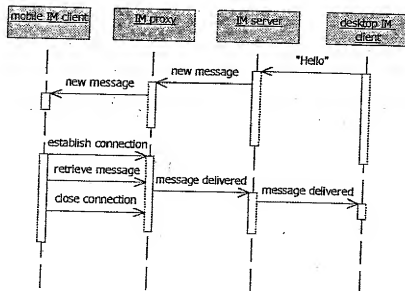 mobile IM client
IM proxy
IM server
desktop IM
client
"Hello"
new message
new message
establish connection
retrieve message
message delivered
message delivered
close connection